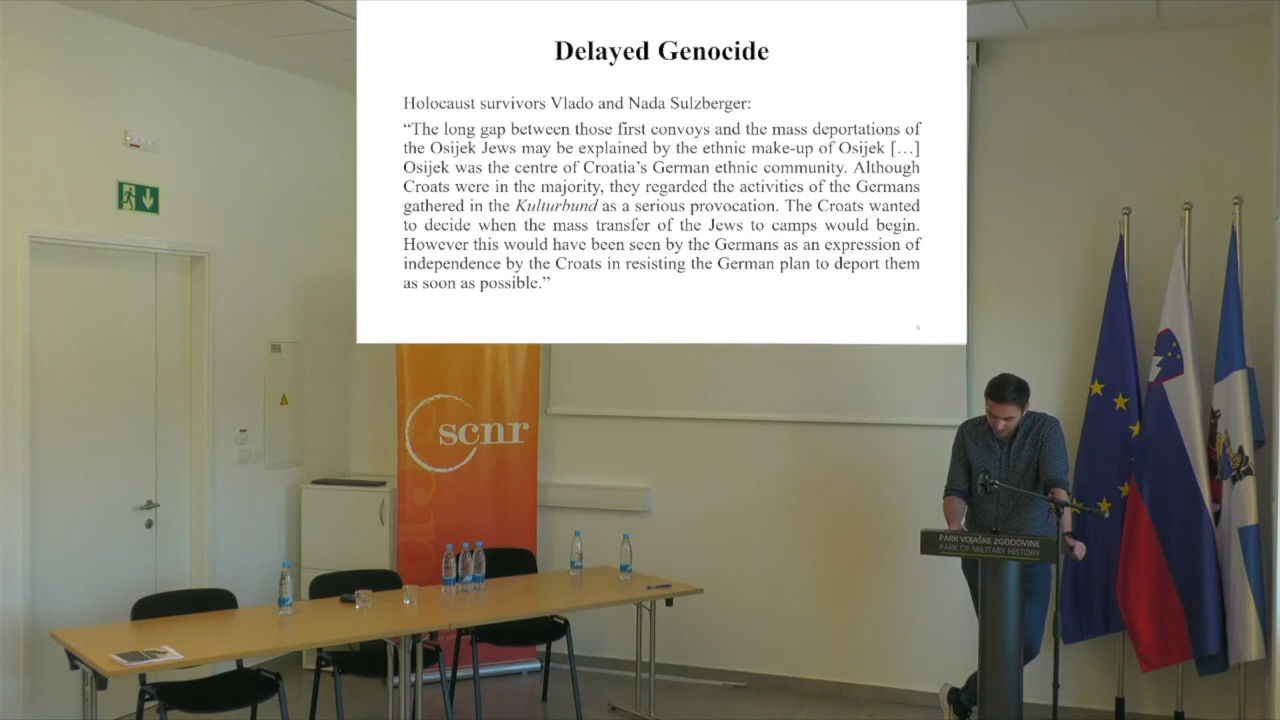 Delayed Genocide
Holocaust survivors Vlado and Nada Sulzberger:
“The long gap between those first convoys and the mass deportations of
the Osijek Jews may be explained by the ethnic make-up of Osijek […]
Osijek was the centre of Croatia’s German ethnic community. Although
Croats were in the majority, they regarded the activities of the Germans
gathered in the Kulturbund as a serious provocation. The Croats wanted
to decide when the mass transfer of the Jews to camps would begin.
However this would have been seen by the Germans as an expression of
independence by the Croats in resisting the German plan to deport them
as soon as possible.”
scnr
PARK VOJAŠKE ZGODOVINE
PARK OF MILITARY HISTORY